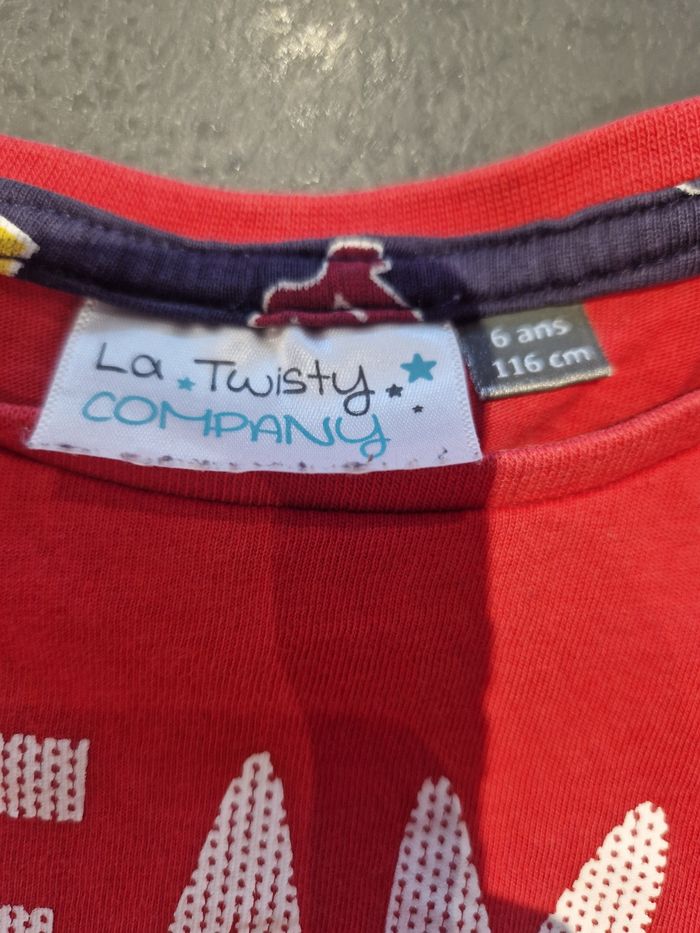 La Twisty
COMPANY
6 ans
116 cm